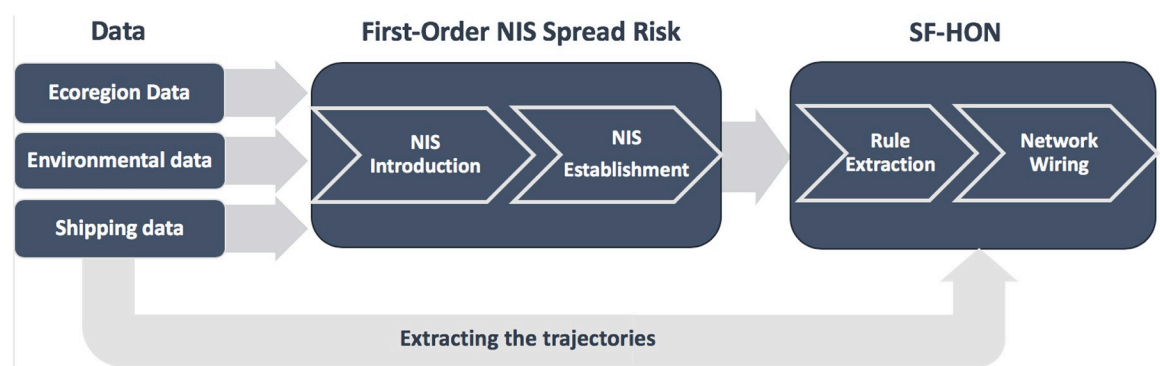 Data
First-Order NIS Spread Risk
SF-HON
Ecoregion Data
Environmental data
Shipping data
NIS
Introduction
NIS
Establishment
Rule
Extraction
Network
Wiring
Extracting the trajectories